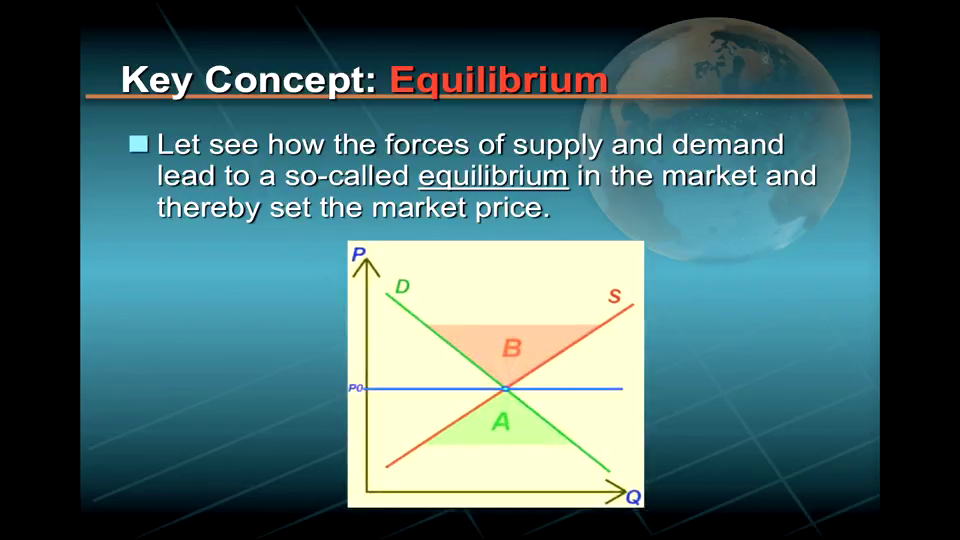 Key Concept: Equilibrium
Let see how the forces of supply and demand
lead to a so-called equilibrium in the market and
thereby set the market price.
P
D
S
B
P0
A
Q